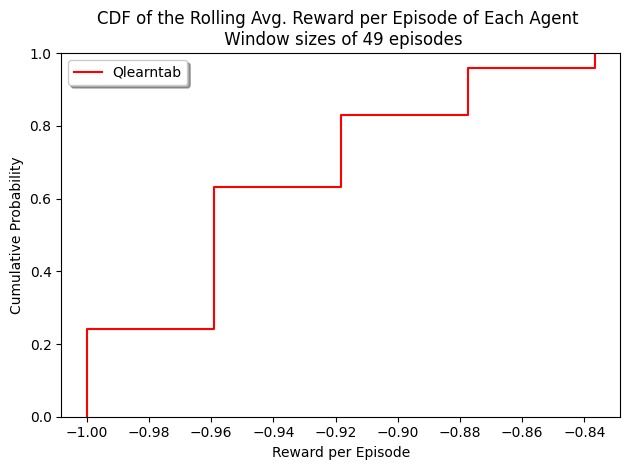 CDF of the Rolling Avg. Reward per Episode of Each Agent
Window sizes of 49 episodes
Qlearntab
Cumulative Probability
1.0
0.8
0.6
0.4
0.2
0.0
−1.00 −0.98 −0.96 −0.94 −0.92 −0.90 −0.88 −0.86 −0.84
Reward per Episode